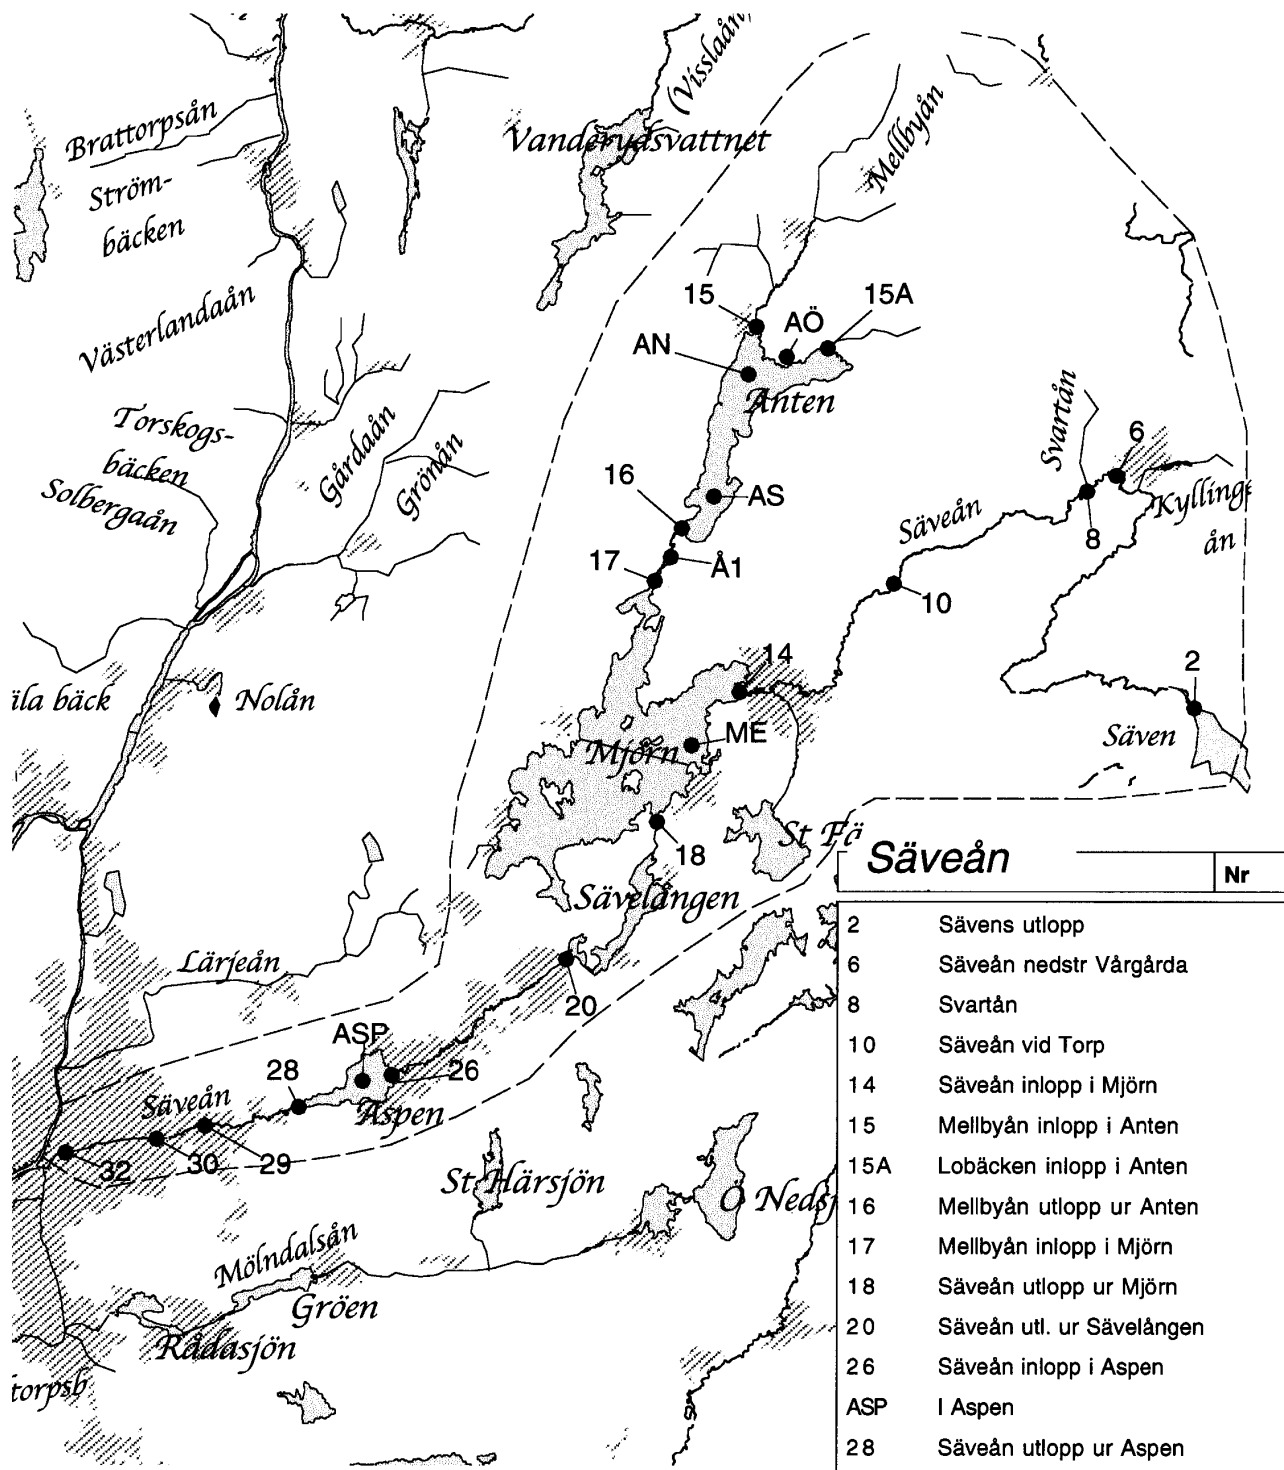 (Visslaån)
Brattorpsån
Vanderydsvattnet
Mellbyån
Ström-
bäcken
15
15A
AÖ
Västerlandaån
AN
Anten
Svartån
6
Torskogs-
bäcken
Gårdaån
Grönån
Solbergaån
16
AS
Säveån
Kyllings
ån
8
Å1
17
10
14
2
ila bäck
Nolån
Mjörn
ME
Säven
St Fä
18
Säveån
Nr
Sävelången
Lärjeån
20
ASP
28
26
Säveån
Aspen
32
30
29
St Härsjön
Ö Nedsj
Mölndalsån
Gröen
Rådasjön
torpsb
2 Sävens utlopp
6 Säveån nedstr Vårgårda
8 Svartån
10 Säveån vid Torp
14 Säveån inlopp i Mjörn
15 Mellbyån inlopp i Anten
15A Lobäcken inlopp i Anten
16 Mellbyån utlopp ur Anten
17 Mellbyån inlopp i Mjörn
18 Säveån utlopp ur Mjörn
20 Säveån utl. ur Sävelången
26 Säveån inlopp i Aspen
ASP I Aspen
28 Säveån utlopp ur Aspen